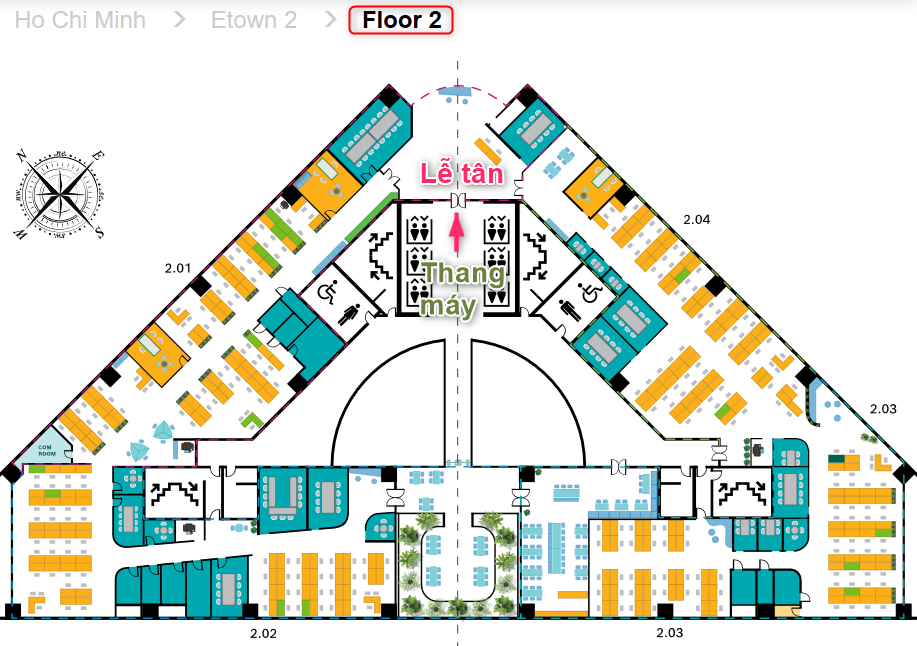 Ho Chi Minh > Etown 2 > Floor 2
N
E
W
S
Lễ tân
2.04
Thang
máy
2.01
2.03
COM
ROOM
2.02
2.03